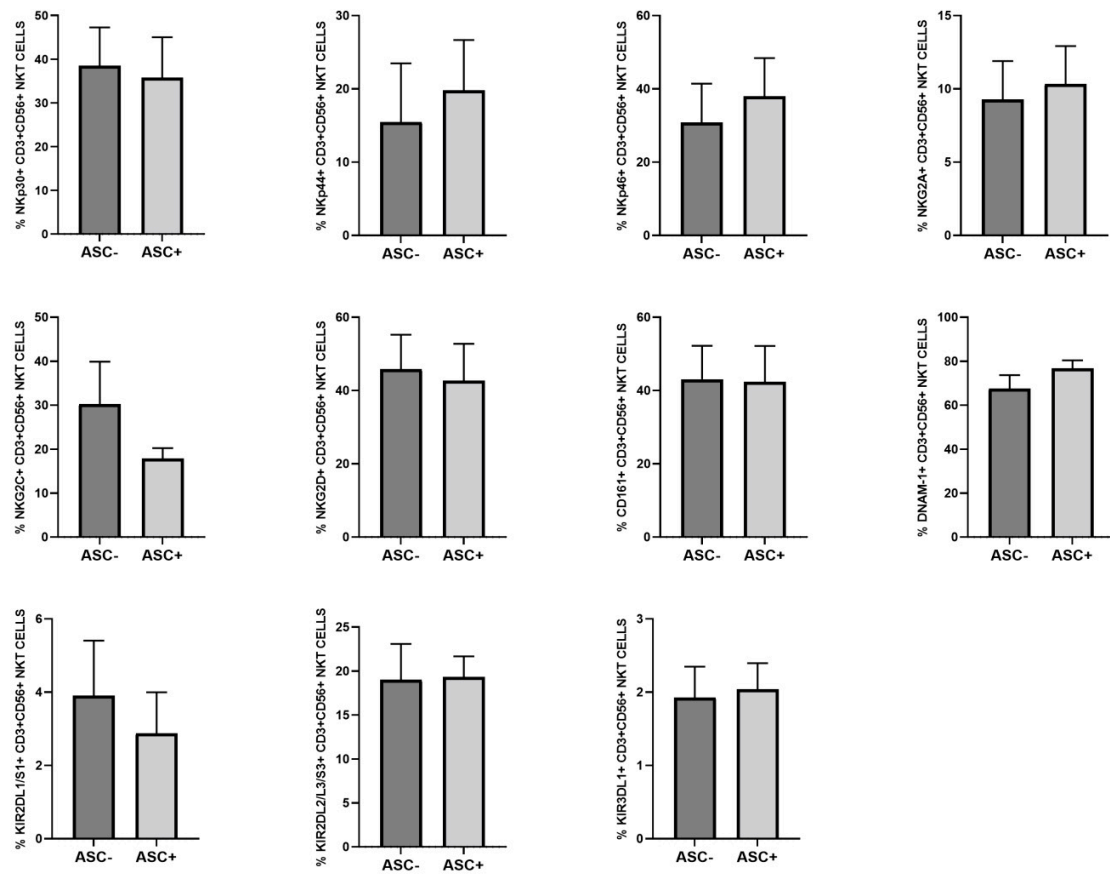 % NKp30+ CD3+CD56+ NKT CELLS
50
40
30
20
10
0
ASC- ASC+
% NKp44+ CD3+CD56+ NKT CELLS
30
20
10
0
ASC- ASC+
% NKp46+ CD3+CD56+ NKT CELLS
60
40
20
0
ASC- ASC+
% NKG2A+ CD3+CD56+ NKT CELLS
15
10
5
0
ASC- ASC+
% NKG2C+ CD3+CD56+ NKT CELLS
50
40
30
20
10
0
ASC- ASC+
% NKG2D+ CD3+CD56+ NKT CELLS
60
40
20
0
ASC- ASC+
% CD161+ CD3+CD56+ NKT CELLS
60
40
20
0
ASC- ASC+
% DNAM-1+ CD3+CD56+ NKT CELLS
100
80
60
40
20
0
ASC- ASC+
% KIR2DL1/S1+ CD3+CD56+ NKT CELLS
6
4
2
0
ASC- ASC+
% KIR2DL2/L3/S3+ CD3+CD56+ NKT CELLS
25
20
15
10
5
0
ASC- ASC+
% KIR3DL1+ CD3+CD56+ NKT CELLS
3
2
1
0
ASC- ASC+